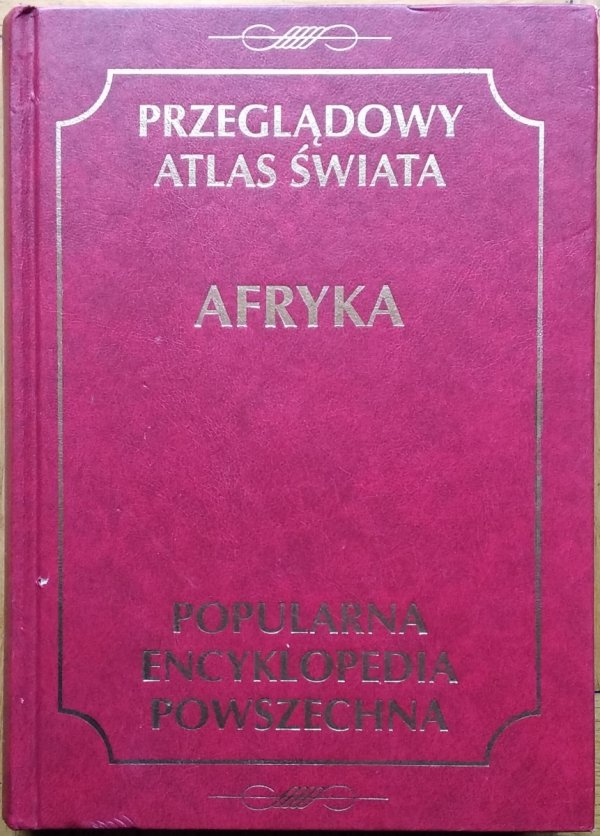 PRZEGLĄDOWY
ATLAS ŚWIATA
AFRYKA
POPULARNA
ENCYKLOPEDIA
POWSZECHNA